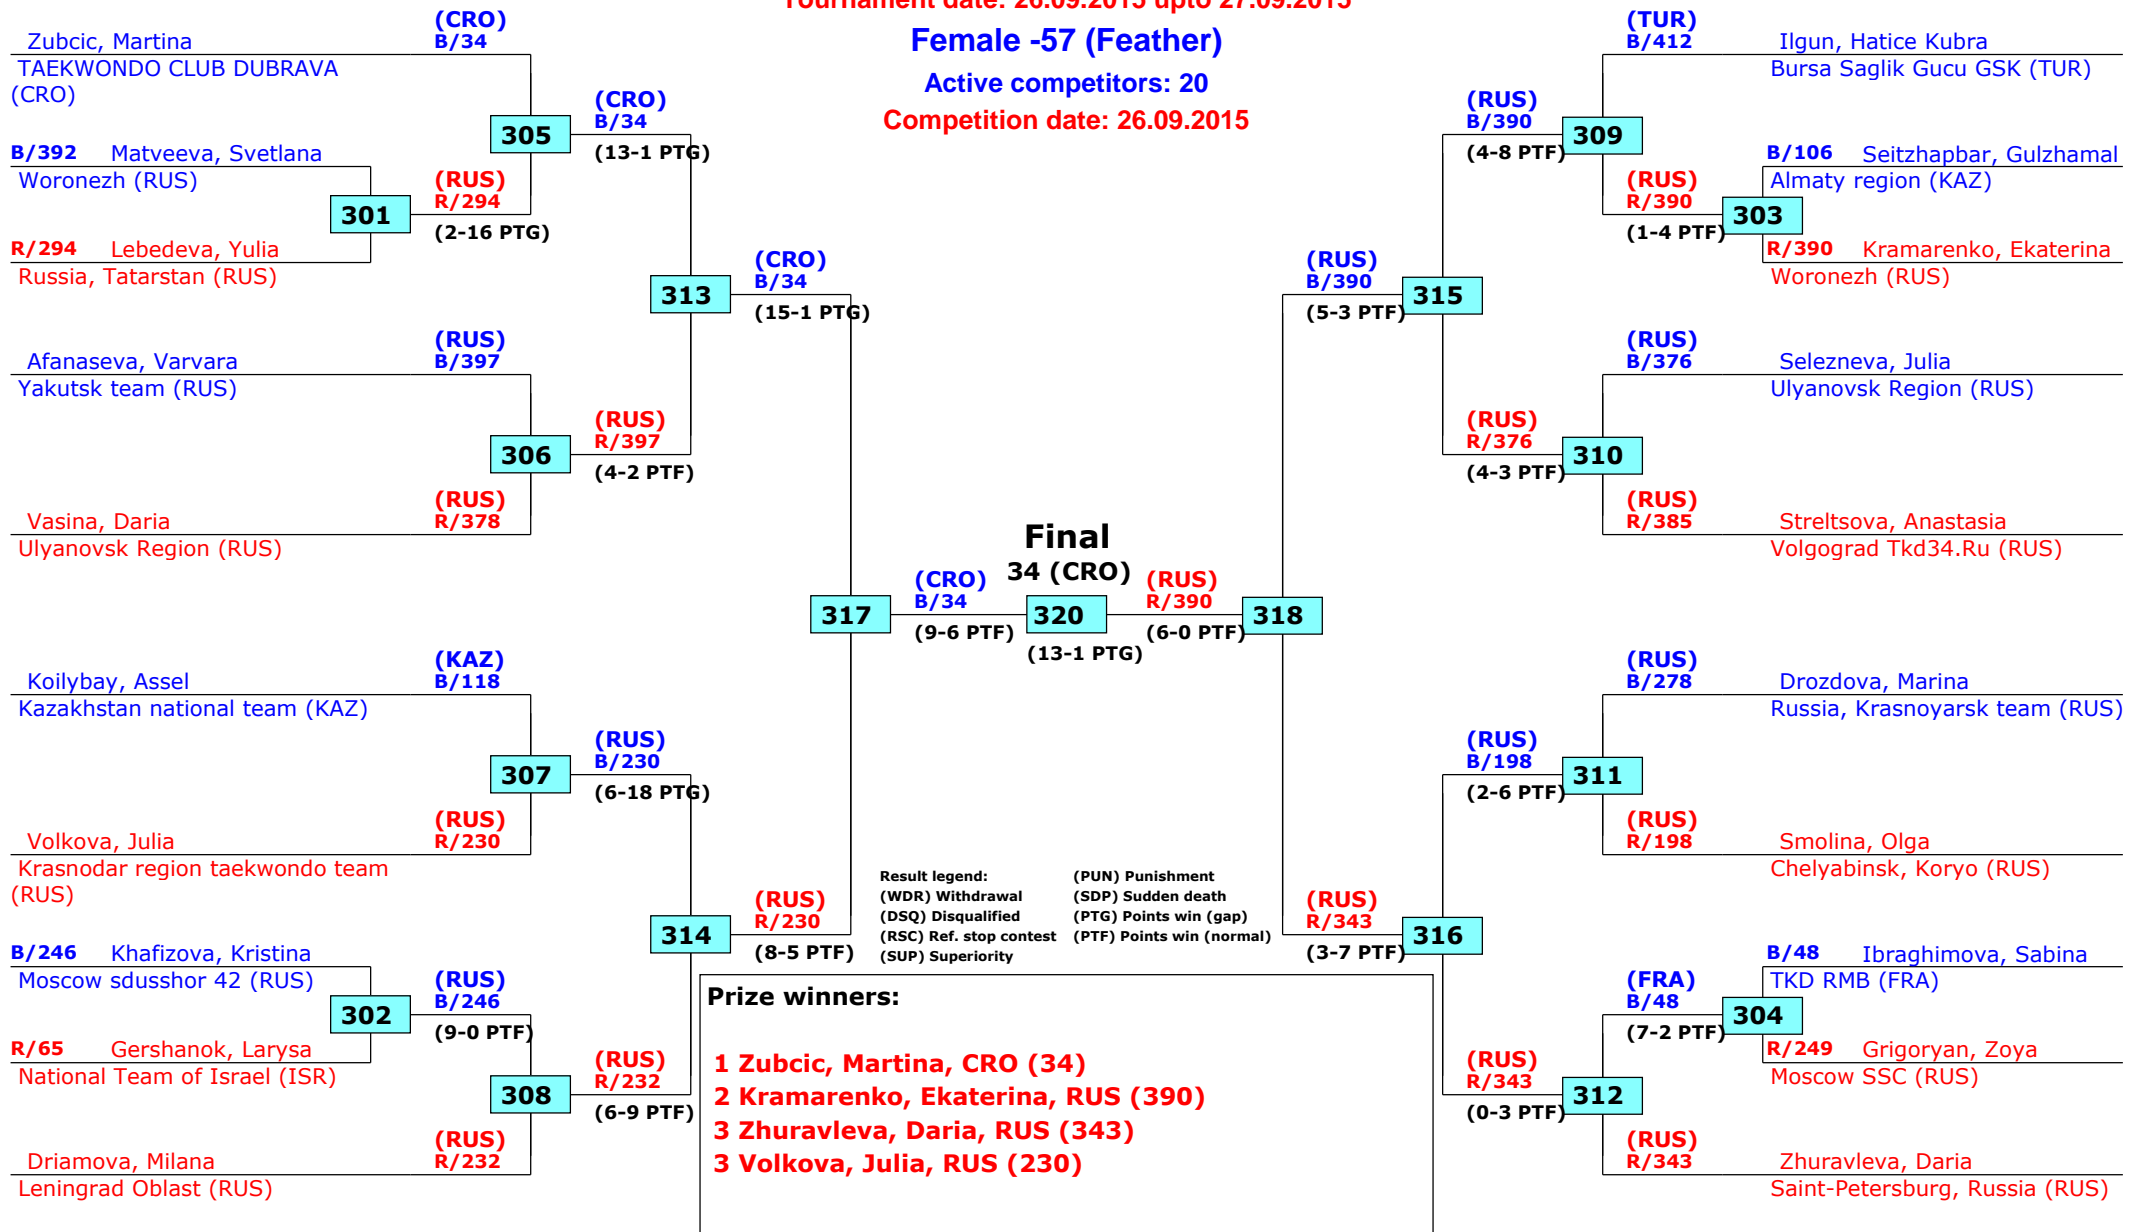 Tournament date: 26.09.2015 upto 27.09.2015
Female -57 (Feather)
Active competitors: 20
Competition date: 26.09.2015
(CRO)
Zubcic, Martina B/34
TAEKWONDO CLUB DUBRAVA
(CRO)
305
(CRO)
B/34
(13-1 PTG)
B/392 Matveeva, Svetlana
Woronezh (RUS)
301
(RUS)
R/294
(2-16 PTG)
R/294 Lebedeva, Yulia
Russia, Tatarstan (RUS)
313
(CRO)
B/34
(15-1 PTG)
(RUS)
Afanaseva, Varvara B/397
Yakutsk team (RUS)
306
(RUS)
R/397
(4-2 PTF)
(RUS)
Vasina, Daria R/378
Ulyanovsk Region (RUS)
317
(CRO)
B/34
(9-6 PTF)
Final
34 (CRO)
320
(13-1 PTG)
(RUS)
R/390
(6-0 PTF)
318
(KAZ)
Koilybay, Assel B/118
Kazakhstan national team (KAZ)
307
(RUS)
B/230
(6-18 PTG)
(RUS)
Volkova, Julia R/230
Krasnodar region taekwondo team
(RUS)
314
(RUS)
R/230
(8-5 PTF)
B/246 Khafizova, Kristina
Moscow sdusshor 42 (RUS)
302
(RUS)
B/246
(9-0 PTF)
R/65 Gershanok, Larysa
National Team of Israel (ISR)
308
(RUS)
R/232
(6-9 PTF)
(RUS)
Driamova, Milana R/232
Leningrad Oblast (RUS)
(TUR)
B/412 Ilgun, Hatice Kubra
Bursa Saglik Gucu GSK (TUR)
(RUS)
B/390
(4-8 PTF)
309
B/106 Seitzhapbar, Gulzhamal
Almaty region (KAZ)
(RUS)
R/390
(1-4 PTF)
303
R/390 Kramarenko, Ekaterina
Woronezh (RUS)
(RUS)
B/390
(5-3 PTF)
315
(RUS)
B/376 Selezneva, Julia
Ulyanovsk Region (RUS)
(RUS)
R/376
(4-3 PTF)
310
(RUS)
R/385 Streltsova, Anastasia
Volgograd Tkd34.Ru (RUS)
(RUS)
B/278 Drozdova, Marina
Russia, Krasnoyarsk team (RUS)
(RUS)
B/198
(2-6 PTF)
311
(RUS)
R/198 Smolina, Olga
Chelyabinsk, Koryo (RUS)
(RUS)
R/343
(3-7 PTF)
316
B/48 Ibraghimova, Sabina
TKD RMB (FRA)
(FRA)
B/48
(7-2 PTF)
304
R/249 Grigoryan, Zoya
Moscow SSC (RUS)
(RUS)
R/343
(0-3 PTF)
312
(RUS)
R/343 Zhuravleva, Daria
Saint-Petersburg, Russia (RUS)
Result legend: (PUN) Punishment
(WDR) Withdrawal (SDP) Sudden death
(DSQ) Disqualified (PTG) Points win (gap)
(RSC) Ref. stop contest (PTF) Points win (normal)
(SUP) Superiority
Prize winners:
1 Zubcic, Martina, CRO (34)
2 Kramarenko, Ekaterina, RUS (390)
3 Zhuravleva, Daria, RUS (343)
3 Volkova, Julia, RUS (230)